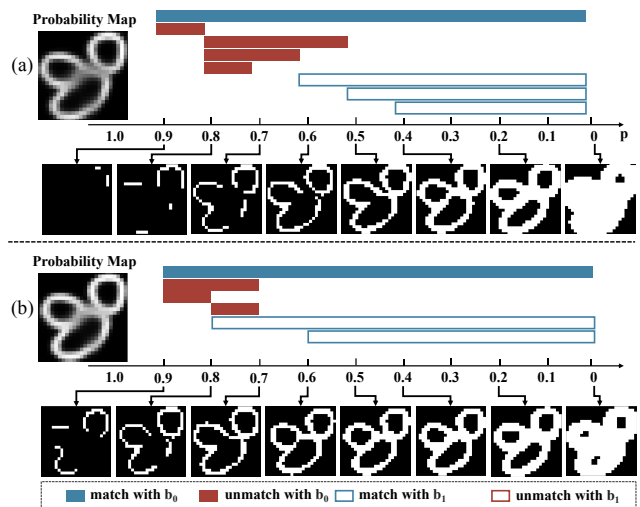 Probability Map
(a)
1.0 0.9 0.8 0.7 0.6 0.5 0.4 0.3 0.2 0.1 0 p
Probability Map
(b)
1.0 0.9 0.8 0.7 0.6 0.5 0.4 0.3 0.2 0.1 0
match with b₀ unmatch with b₀ match with b₁ unmatch with b₁